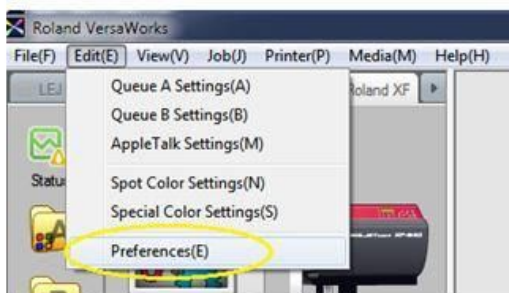 Roland VersaWorks
File(F) Edit(E) View(V) Job(J) Printer(P) Media(M) Help(H)
LEJ
Roland XF
Queue A Settings(A)
Queue B Settings(B)
AppleTalk Settings(M)
Statu
Spot Color Settings(N)
Special Color Settings(S)
Preferences(E)